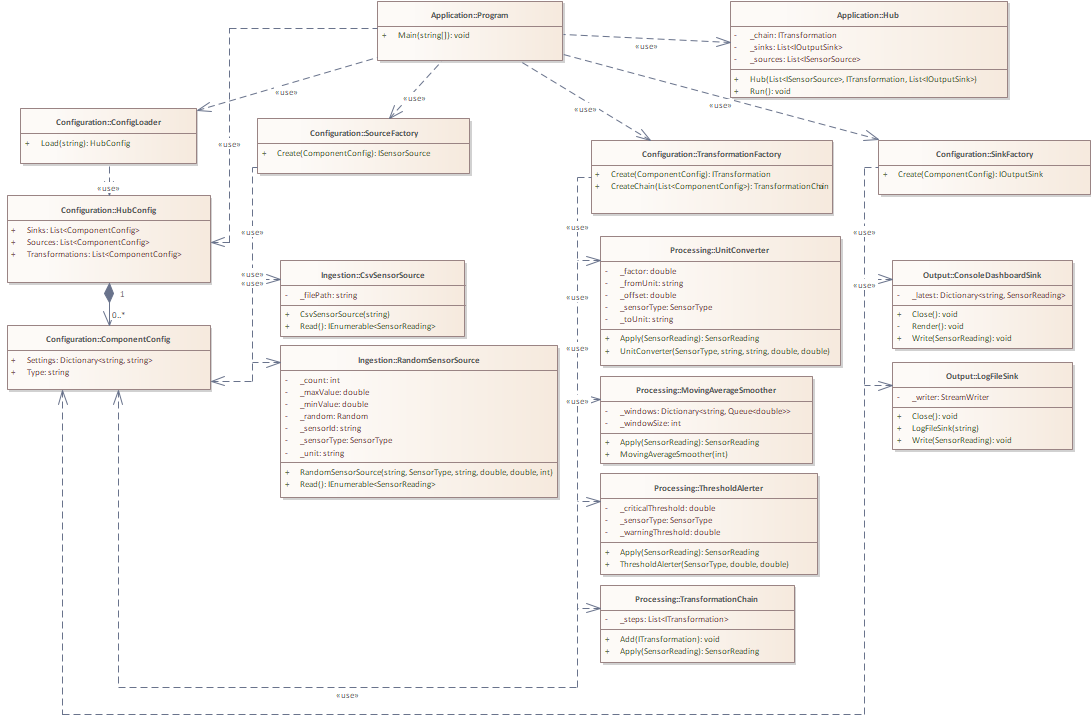 Application::Program
+ Main(string[]): void
Application::Hub
- _chain: ITransformation
- _sinks: List<IOutputSink>
- _sources: List<ISensorSource>
+ Hub(List<ISensorSource>, ITransformation, List<IOutputSink>)
+ Run(): void
«use»
«use»
«use»
«use»
«use»
«use»
Configuration::ConfigLoader
+ Load(string): HubConfig
Configuration::SourceFactory
+ Create(ComponentConfig): ISensorSource
Configuration::TransformationFactory
+ Create(ComponentConfig): ITransformation
+ CreateChain(List<ComponentConfig>): TransformationChain
Configuration::SinkFactory
+ Create(ComponentConfig): IOutputSink
«use»
Configuration::HubConfig
+ Sinks: List<ComponentConfig>
+ Sources: List<ComponentConfig>
+ Transformations: List<ComponentConfig>
1
0..*
Configuration::ComponentConfig
+ Settings: Dictionary<string, string>
+ Type: string
«use»
«use»
«use»
Ingestion::CsvSensorSource
- _filePath: string
+ CsvSensorSource(string)
+ Read(): IEnumerable<SensorReading>
Ingestion::RandomSensorSource
- _count: int
- _maxValue: double
- _minValue: double
- _random: Random
- _sensorId: string
- _sensorType: SensorType
- _unit: string
+ RandomSensorSource(string, SensorType, string, double, double, int)
+ Read(): IEnumerable<SensorReading>
«use»
«use»
«use»
«use»
Processing::UnitConverter
- _factor: double
- _fromUnit: string
- _offset: double
- _sensorType: SensorType
- _toUnit: string
+ Apply(SensorReading): SensorReading
+ UnitConverter(SensorType, string, string, double, double)
Processing::MovingAverageSmoother
- _windows: Dictionary<string, Queue<double>>
- _windowSize: int
+ Apply(SensorReading): SensorReading
+ MovingAverageSmoother(int)
Processing::ThresholdAlerter
- _criticalThreshold: double
- _sensorType: SensorType
- _warningThreshold: double
+ Apply(SensorReading): SensorReading
+ ThresholdAlerter(SensorType, double, double)
Processing::TransformationChain
- _steps: List<ITransformation>
+ Add(ITransformation): void
+ Apply(SensorReading): SensorReading
«use»
«use»
Output::ConsoleDashboardSink
- _latest: Dictionary<string, SensorReading>
+ Close(): void
- Render(): void
+ Write(SensorReading): void
Output::LogFileSink
- _writer: StreamWriter
+ Close(): void
+ LogFileSink(string)
+ Write(SensorReading): void
«use»